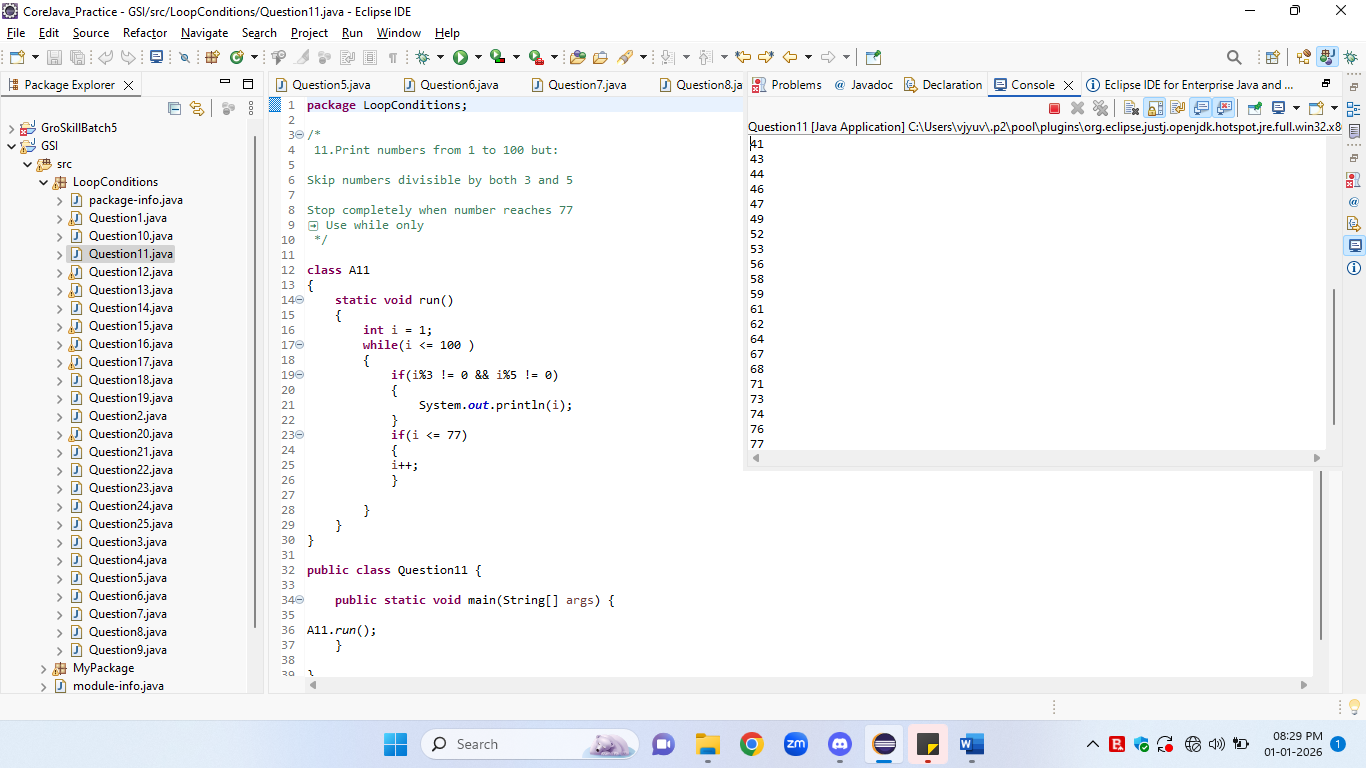 CoreJava_Practice - GSI/src/LoopConditions/Question11.java - Eclipse IDE
File Edit Source Refactor Navigate Search Project Run Window Help
Package Explorer
GroSkillBatch5
GSI
src
LoopConditions
package-info.java
Question1.java
Question10.java
Question11.java
Question12.java
Question13.java
Question14.java
Question15.java
Question16.java
Question17.java
Question18.java
Question19.java
Question2.java
Question20.java
Question21.java
Question22.java
Question23.java
Question24.java
Question25.java
Question3.java
Question4.java
Question5.java
Question6.java
Question7.java
Question8.java
Question9.java
MyPackage
module-info.java
Question5.java Question6.java Question7.java Question8.ja
1 package LoopConditions;
2
3 /*
4 11.Print numbers from 1 to 100 but:
5
6 Skip numbers divisible by both 3 and 5
7
8 Stop completely when number reaches 77
9 Use while only
10 */
11
12 class A11
13 {
14 static void run()
15 {
16 int i = 1;
17 while(i <= 100 )
18 {
19 if(i%3 != 0 && i%5 != 0)
20 {
21 System.out.println(i);
22 }
23 if(i <= 77)
24 {
25 i++;
26 }
27
28 }
29 }
30 }
31
32 public class Question11 {
33
34 public static void main(String[] args) {
35
36 A11.run();
37 }
38
39 }
Problems @ Javadoc Declaration Console Eclipse IDE for Enterprise Java and ...
Question11 [Java Application] C:\Users\vjyuv\.p2\pool\plugins\org.eclipse.justj.openjdk.hotspot.jre.full.win32.x8
41
43
44
46
47
49
52
53
56
58
59
61
62
64
67
68
71
73
74
76
77
Search
zm
08:29 PM
01-01-2026
1